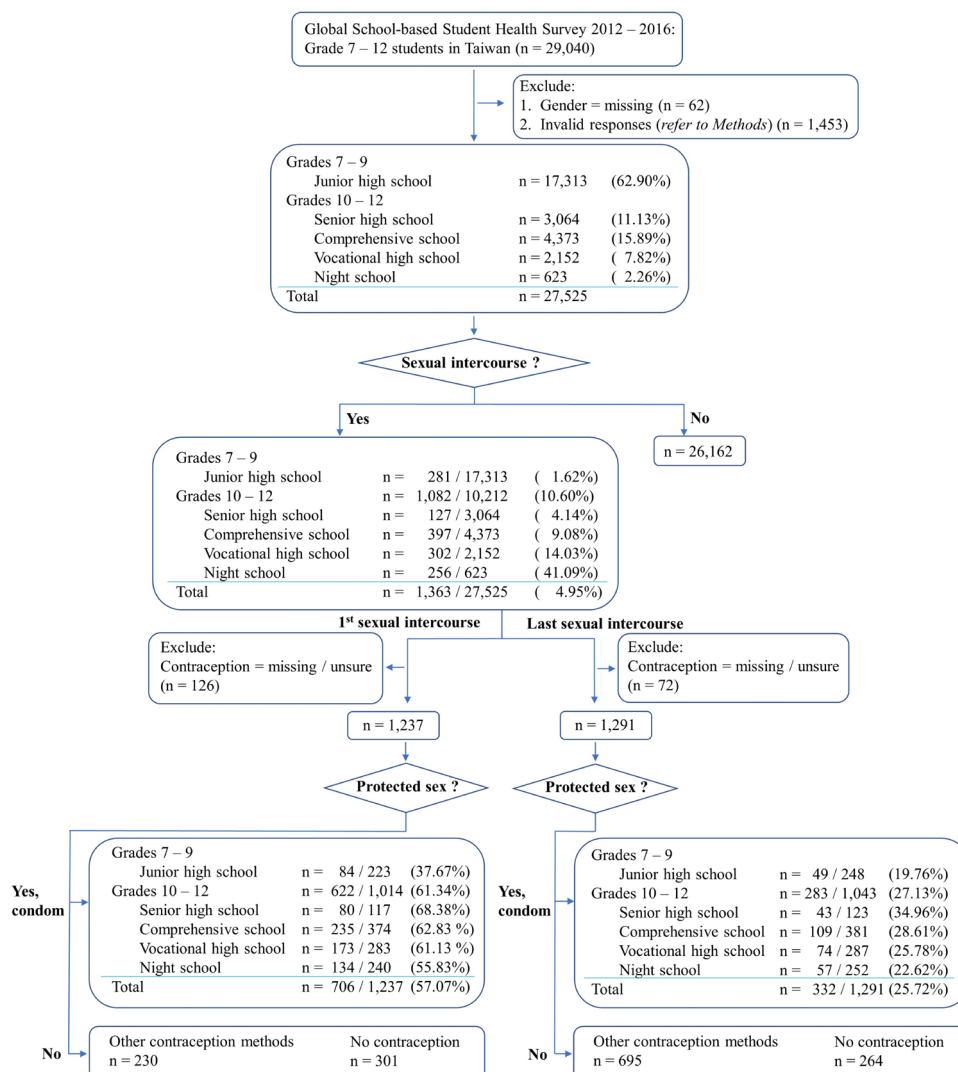 Global School-based Student Health Survey 2012 – 2016:
Grade 7 – 12 students in Taiwan (n = 29,040)
Exclude:
1. Gender = missing (n = 62)
2. Invalid responses (refer to Methods) (n = 1,453)
Grades 7 – 9
Junior high school n = 17,313 (62.90%)
Grades 10 – 12
Senior high school n = 3,064 (11.13%)
Comprehensive school n = 4,373 (15.89%)
Vocational high school n = 2,152 ( 7.82%)
Night school n = 623 ( 2.26%)
Total n = 27,525
Sexual intercourse ?
Yes
No
n = 26,162
Grades 7 – 9
Junior high school n = 281 / 17,313 ( 1.62%)
Grades 10 – 12 n = 1,082 / 10,212 (10.60%)
Senior high school n = 127 / 3,064 ( 4.14%)
Comprehensive school n = 397 / 4,373 ( 9.08%)
Vocational high school n = 302 / 2,152 ( 14.03%)
Night school n = 256 / 623 ( 41.09%)
Total n = 1,363 / 27,525 ( 4.95%)
1st sexual intercourse
Last sexual intercourse
Exclude:
Contraception = missing / unsure
(n = 126)
Exclude:
Contraception = missing / unsure
(n = 72)
n = 1,237
n = 1,291
Protected sex ?
Protected sex ?
Yes,
condom
Grades 7 – 9
Junior high school n = 84 / 223 (37.67%)
Grades 10 – 12 n = 622 / 1,014 (61.34%)
Senior high school n = 80 / 117 (68.38%)
Comprehensive school n = 235 / 374 (62.83 %)
Vocational high school n = 173 / 283 (61.13 %)
Night school n = 134 / 240 (55.83%)
Total n = 706 / 1,237 (57.07%)
Yes,
condom
Grades 7 – 9
Junior high school n = 49 / 248 (19.76%)
Grades 10 – 12 n = 283 / 1,043 (27.13%)
Senior high school n = 43 / 123 (34.96%)
Comprehensive school n = 109 / 381 (28.61%)
Vocational high school n = 74 / 287 (25.78%)
Night school n = 57 / 252 (22.62%)
Total n = 332 / 1,291 (25.72%)
No
Other contraception methods No contraception
n = 230 n = 301
No
Other contraception methods No contraception
n = 695 n = 264